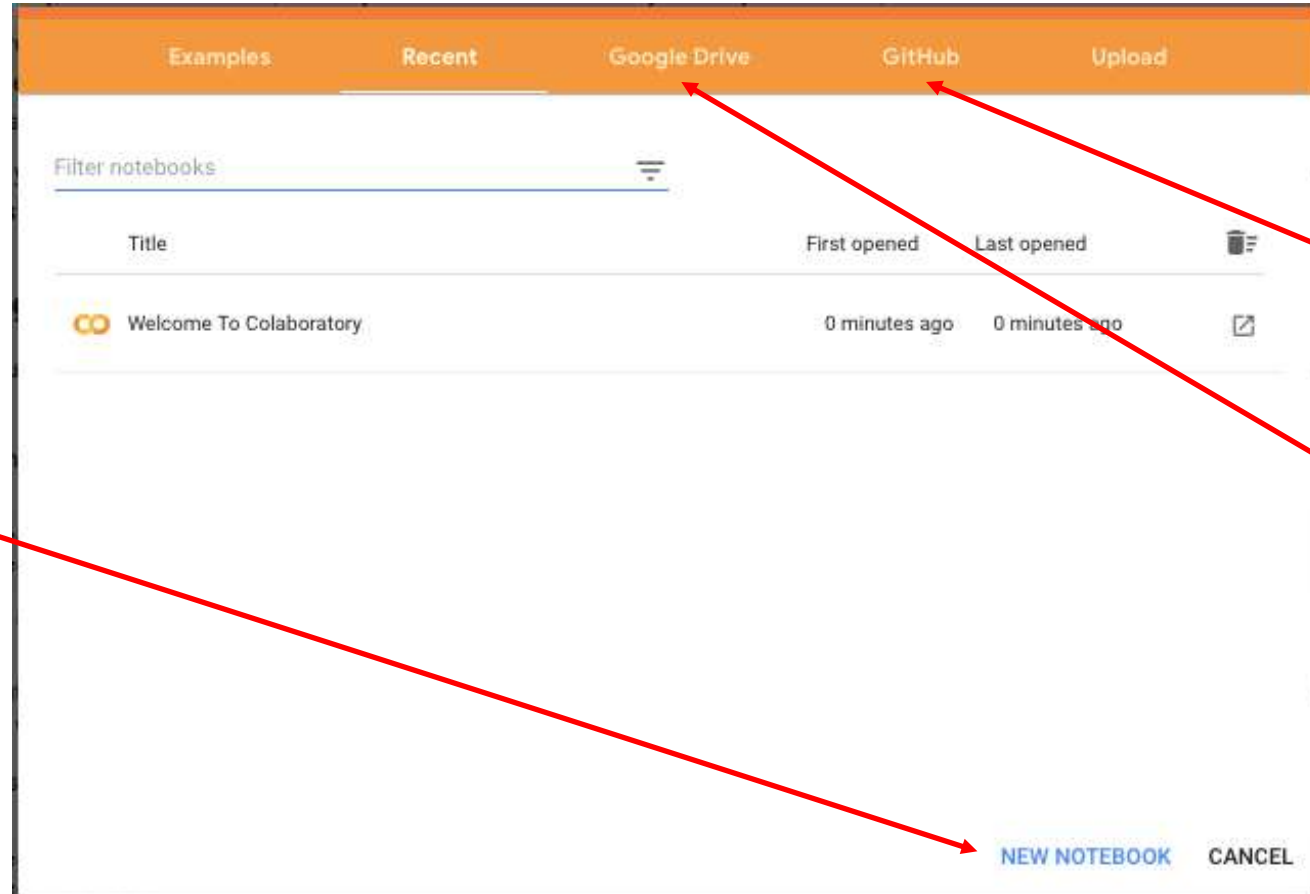 Examples Recent Google Drive GitHub Upload
Filter notebooks
Title First opened Last opened
CO Welcome To Colaboratory 0 minutes ago 0 minutes ago
NEW NOTEBOOK CANCEL